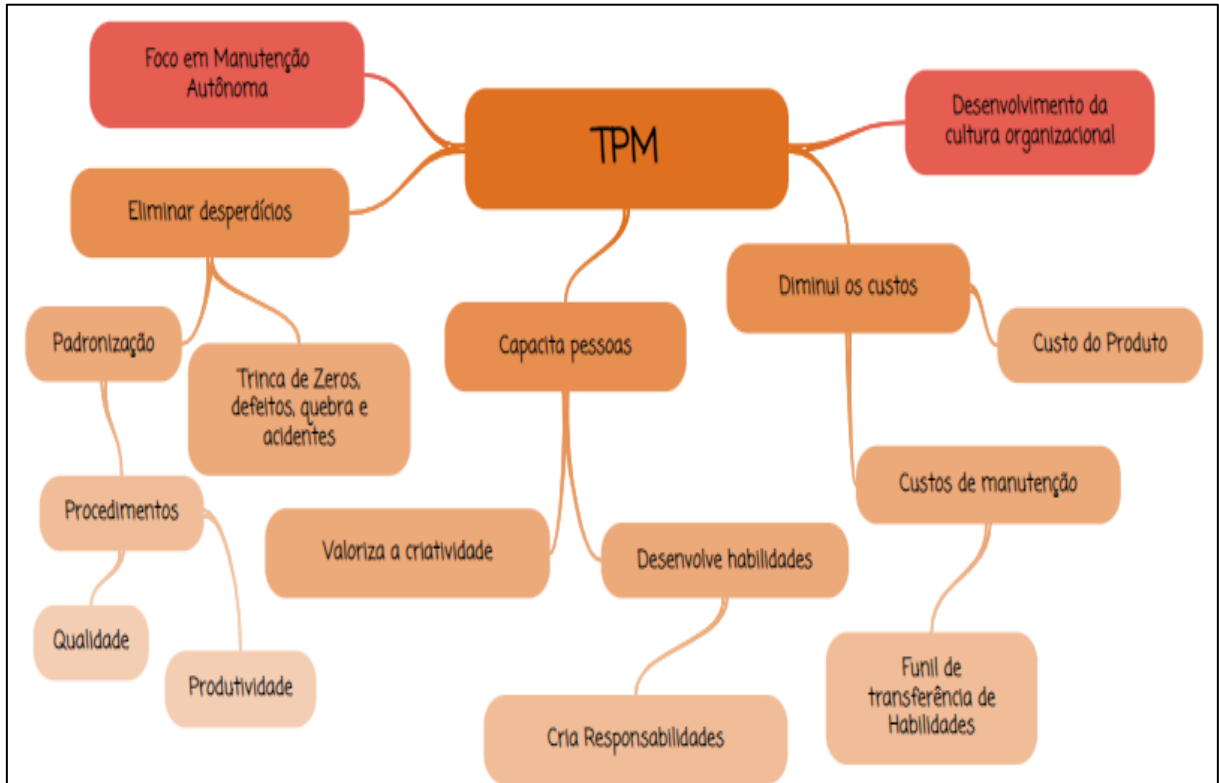 Foco em Manutenção
Autônoma
TPM
Desenvolvimento da
cultura organizacional
Eliminar desperdícios
Diminui os custos
Padronização
Trinca de Zeros,
defeitos, quebra e
acidentes
Capacita pessoas
Custo do Produto
Procedimentos
Custos de manutenção
Valoriza a criatividade
Desenvolve habilidades
Qualidade
Produtividade
Funil de
transferência de
Habilidades
Cria Responsabilidades